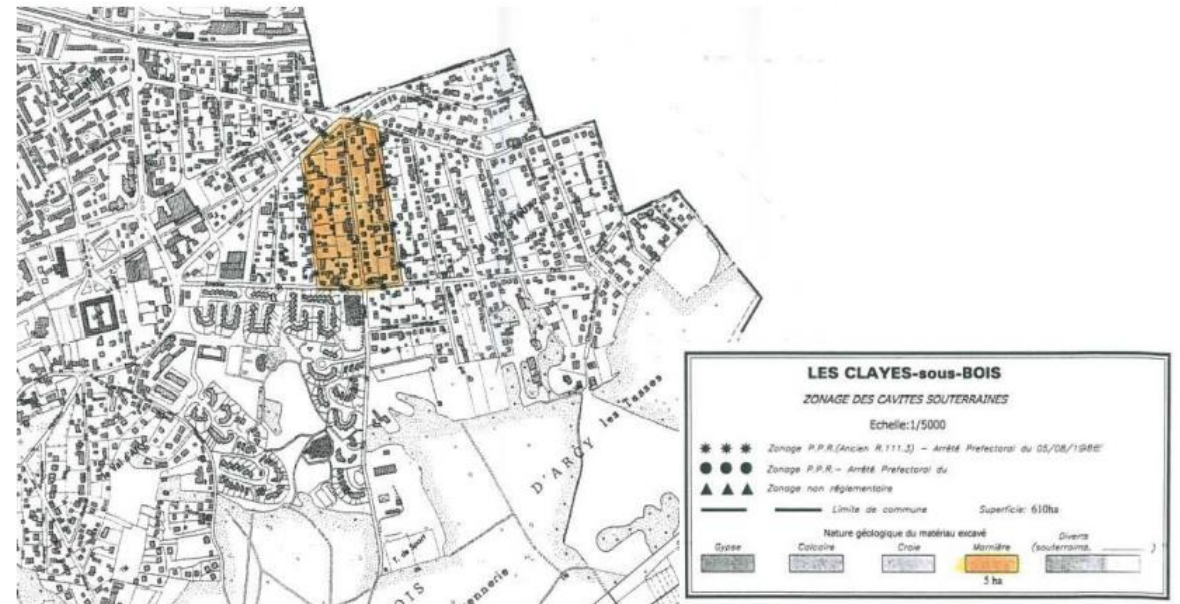 D'ARCY les Tasses
OIS
LES CLAYES-sous-BOIS
ZONAGE DES CAVITES SOUTERRAINES
Echelle:1/5000
Zonage P.P.R.(Ancien R.111.3) – Arrêté Prefectoral du 05/08/1986
Zonage P.P.R.– Arrêté Prefectoral du
Zonage non réglementaire
Limite de commune Superficie: 610ha
Nature géologique du matériau excavé
Gypse Calcaire Craie Marnière Divers
(souterrains, )
5 ha